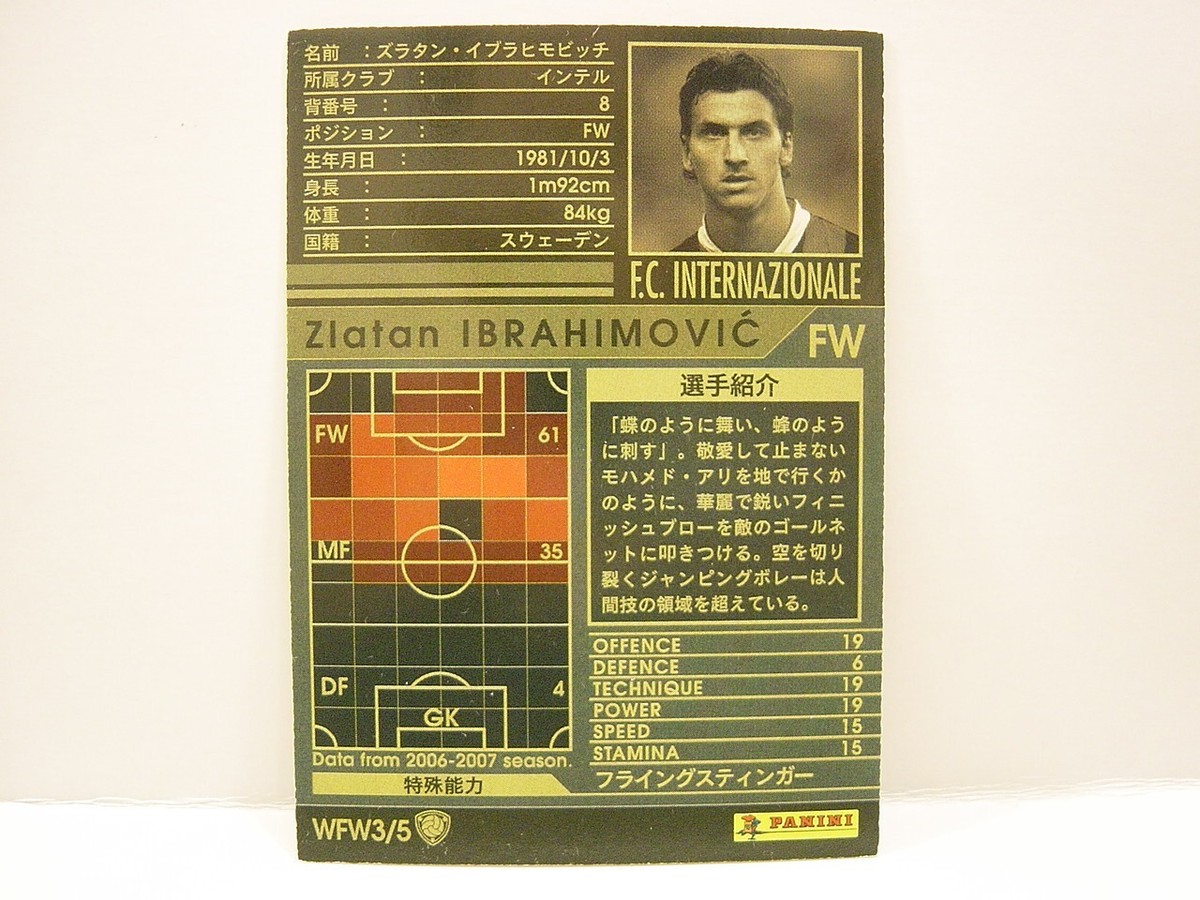 名前 ：ズラタン・イブラヒモビッチ
所属クラブ ： インテル
背番号 ： 8
ポジション ： FW
生年月日 ： 1981/10/3
身長 ： 1m92cm
体重 ： 84kg
国籍 ： スウェーデン
F.C. INTERNAZIONALE
Zlatan IBRAHIMOVIĆ
FW
FW 61
MF 35
DF 4
GK
Data from 2006-2007 season.
特殊能力
選手紹介
「蝶のように舞い、蜂のよう
に刺す」。敬愛して止まない
モハメド・アリを地で行くか
のように、華麗で鋭いフィニ
ッシュブローを敵のゴールネ
ットに叩きつける。空を切り
裂くジャンピングボレーは人
間技の領域を超えている。
OFFENCE 19
DEFENCE 6
TECHNIQUE 19
POWER 19
SPEED 15
STAMINA 15
フライングスティンガー
WFW3/5
PANINI